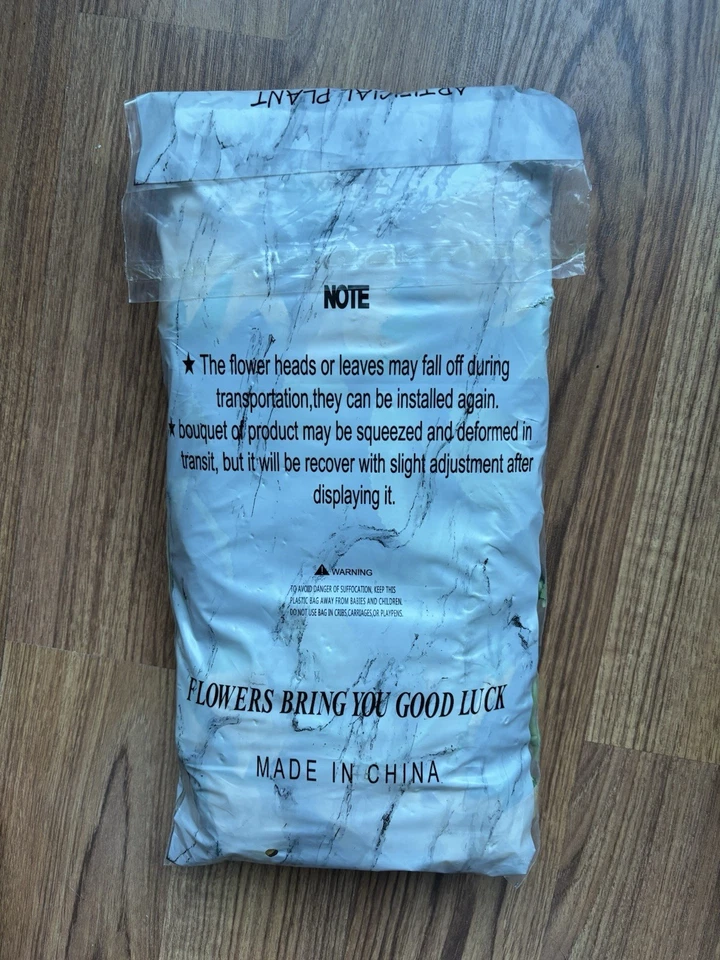 ARTIFICIAL PLANT
NOTE
★ The flower heads or leaves may fall off during
transportation,they can be installed again.
★ bouquet of product may be squeezed and deformed in
transit, but it will be recover with slight adjustment after
displaying it.
⚠ WARNING
TO AVOID DANGER OF SUFFOCATION, KEEP THIS
PLASTIC BAG AWAY FROM BABIES AND CHILDREN.
DO NOT USE BAG IN CRIBS,CARRIAGES,OR PLAYPENS.
FLOWERS BRING YOU GOOD LUCK
MADE IN CHINA